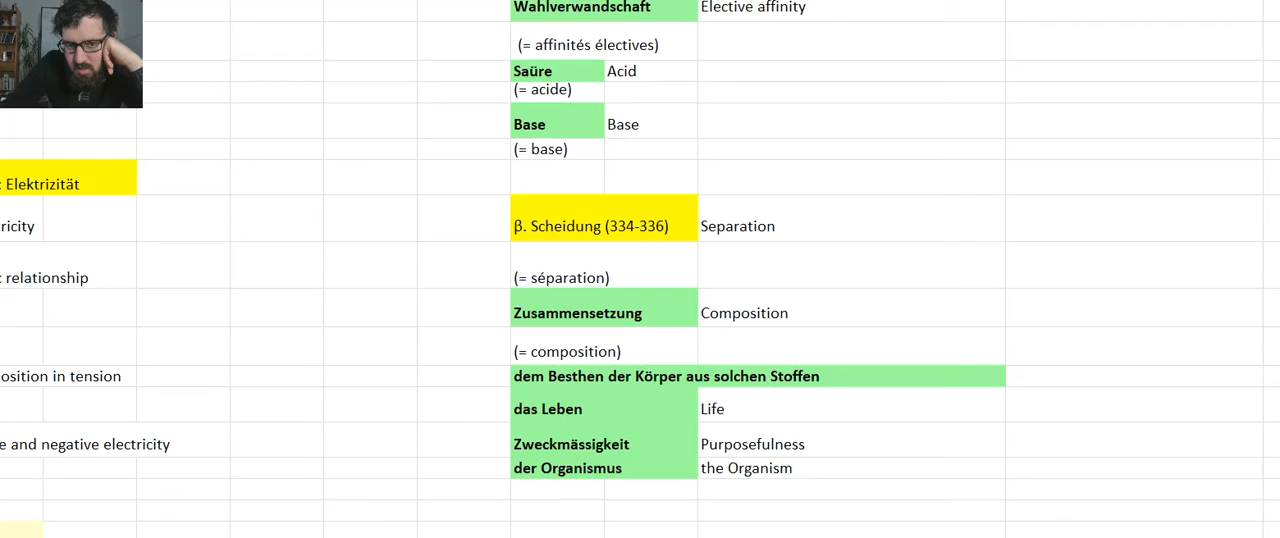 Wahlverwandschaft Elective affinity
(= affinités électives)
Saüre Acid
(= acide)
Base Base
(= base)
: Elektrizität
β. Scheidung (334-336) Separation
ricity
c relationship
(= séparation)
Zusammensetzung Composition
(= composition)
osition in tension
dem Besthen der Körper aus solchen Stoffen
das Leben Life
e and negative electricity
Zweckmässigkeit Purposefulness
der Organismus the Organism